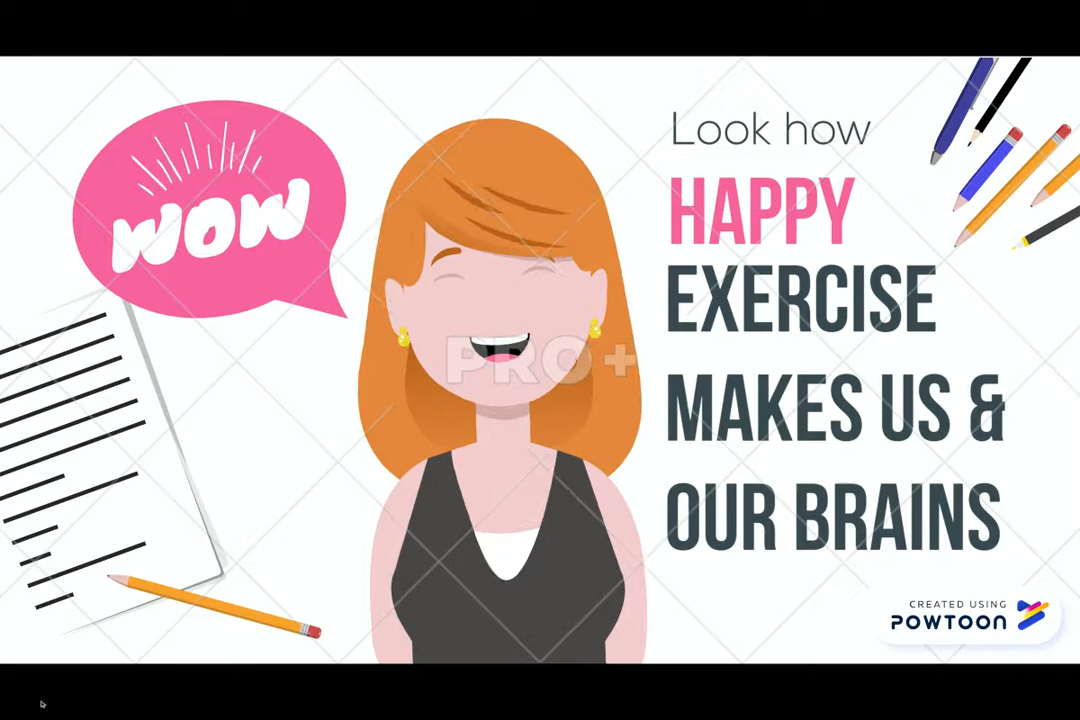 WOW
Look how
HAPPY
EXERCISE
MAKES US &
OUR BRAINS
PRO+
CREATED USING
POWTOON